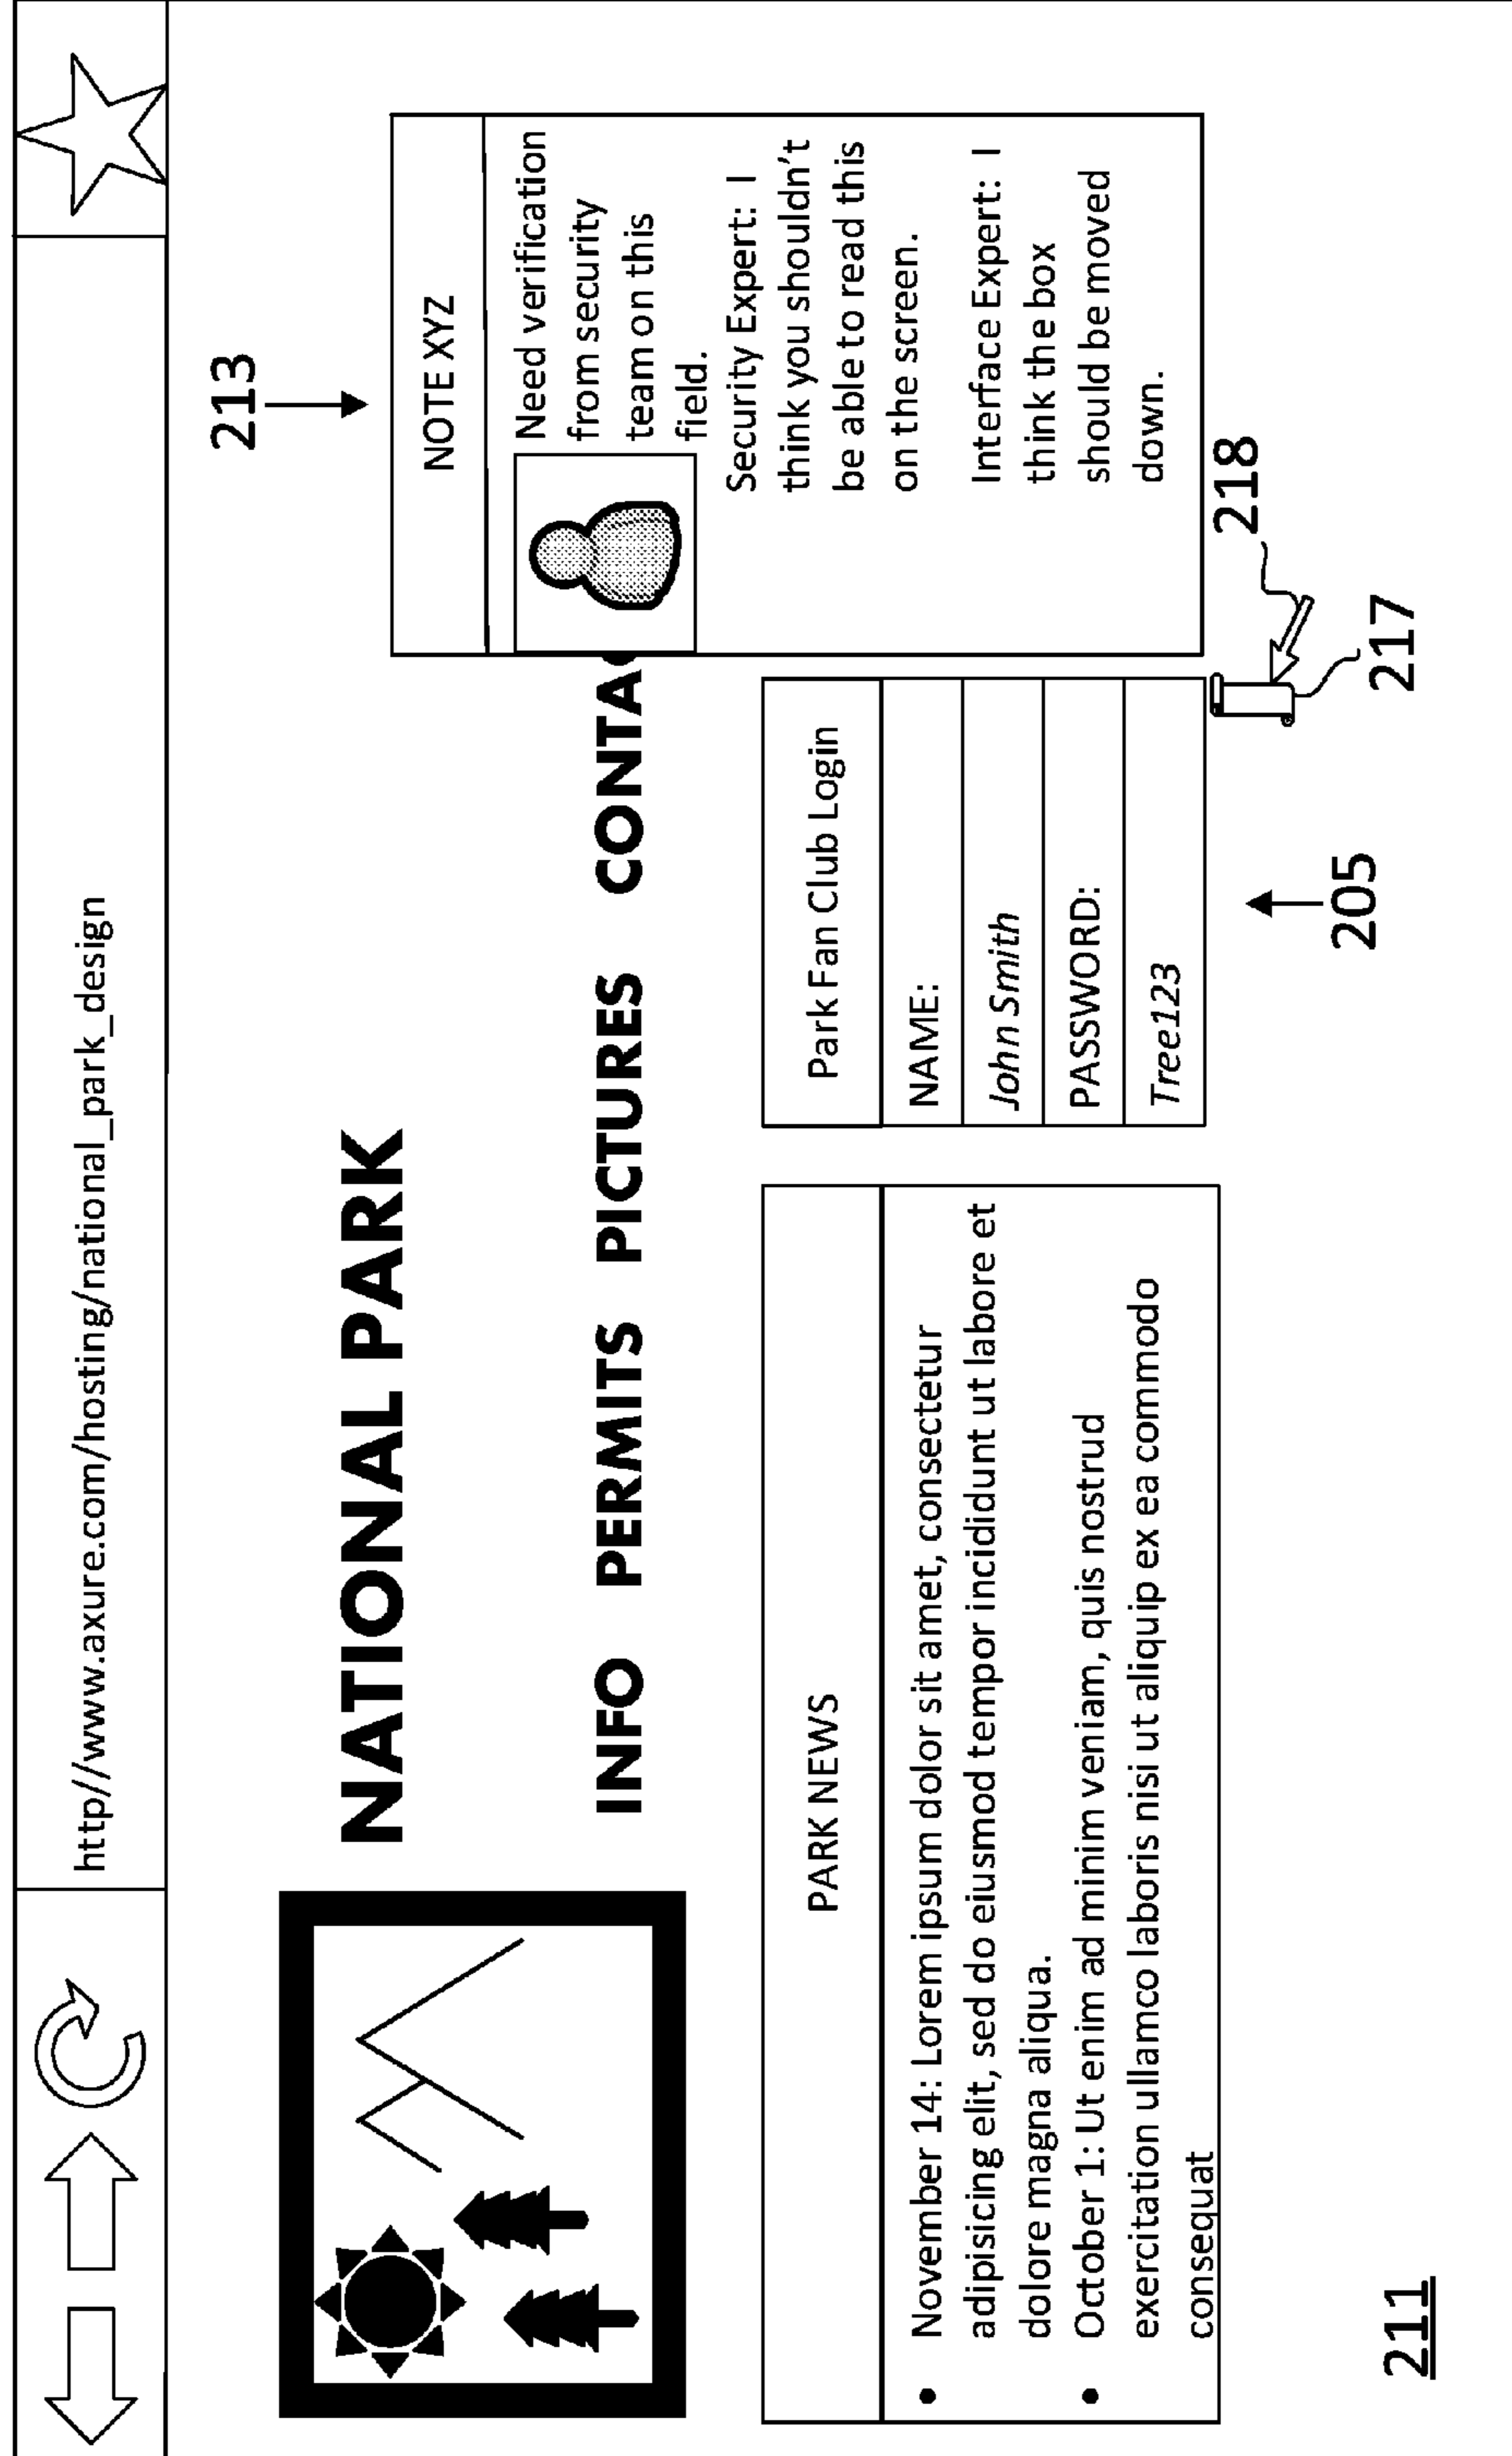 http//www.axure.com/hosting/national_park_design
213
NATIONAL PARK
INFO PERMITS PICTURES CONTA
NOTE XYZ
Need verification
from security
team on this
field.
Security Expert: I
think you shouldn't
be able to read this
on the screen.
Interface Expert: I
think the box
should be moved
down.
PARK NEWS
• November 14: Lorem ipsum dolor sit amet, consectetur
adipisicing elit, sed do eiusmod tempor incididunt ut labore et
dolore magna aliqua.
• October 1: Ut enim ad minim veniam, quis nostrud
exercitation ullamco laboris nisi ut aliquip ex ea commodo
consequat
Park Fan Club Login
NAME:
John Smith
PASSWORD:
Tree123
218
217
205
211